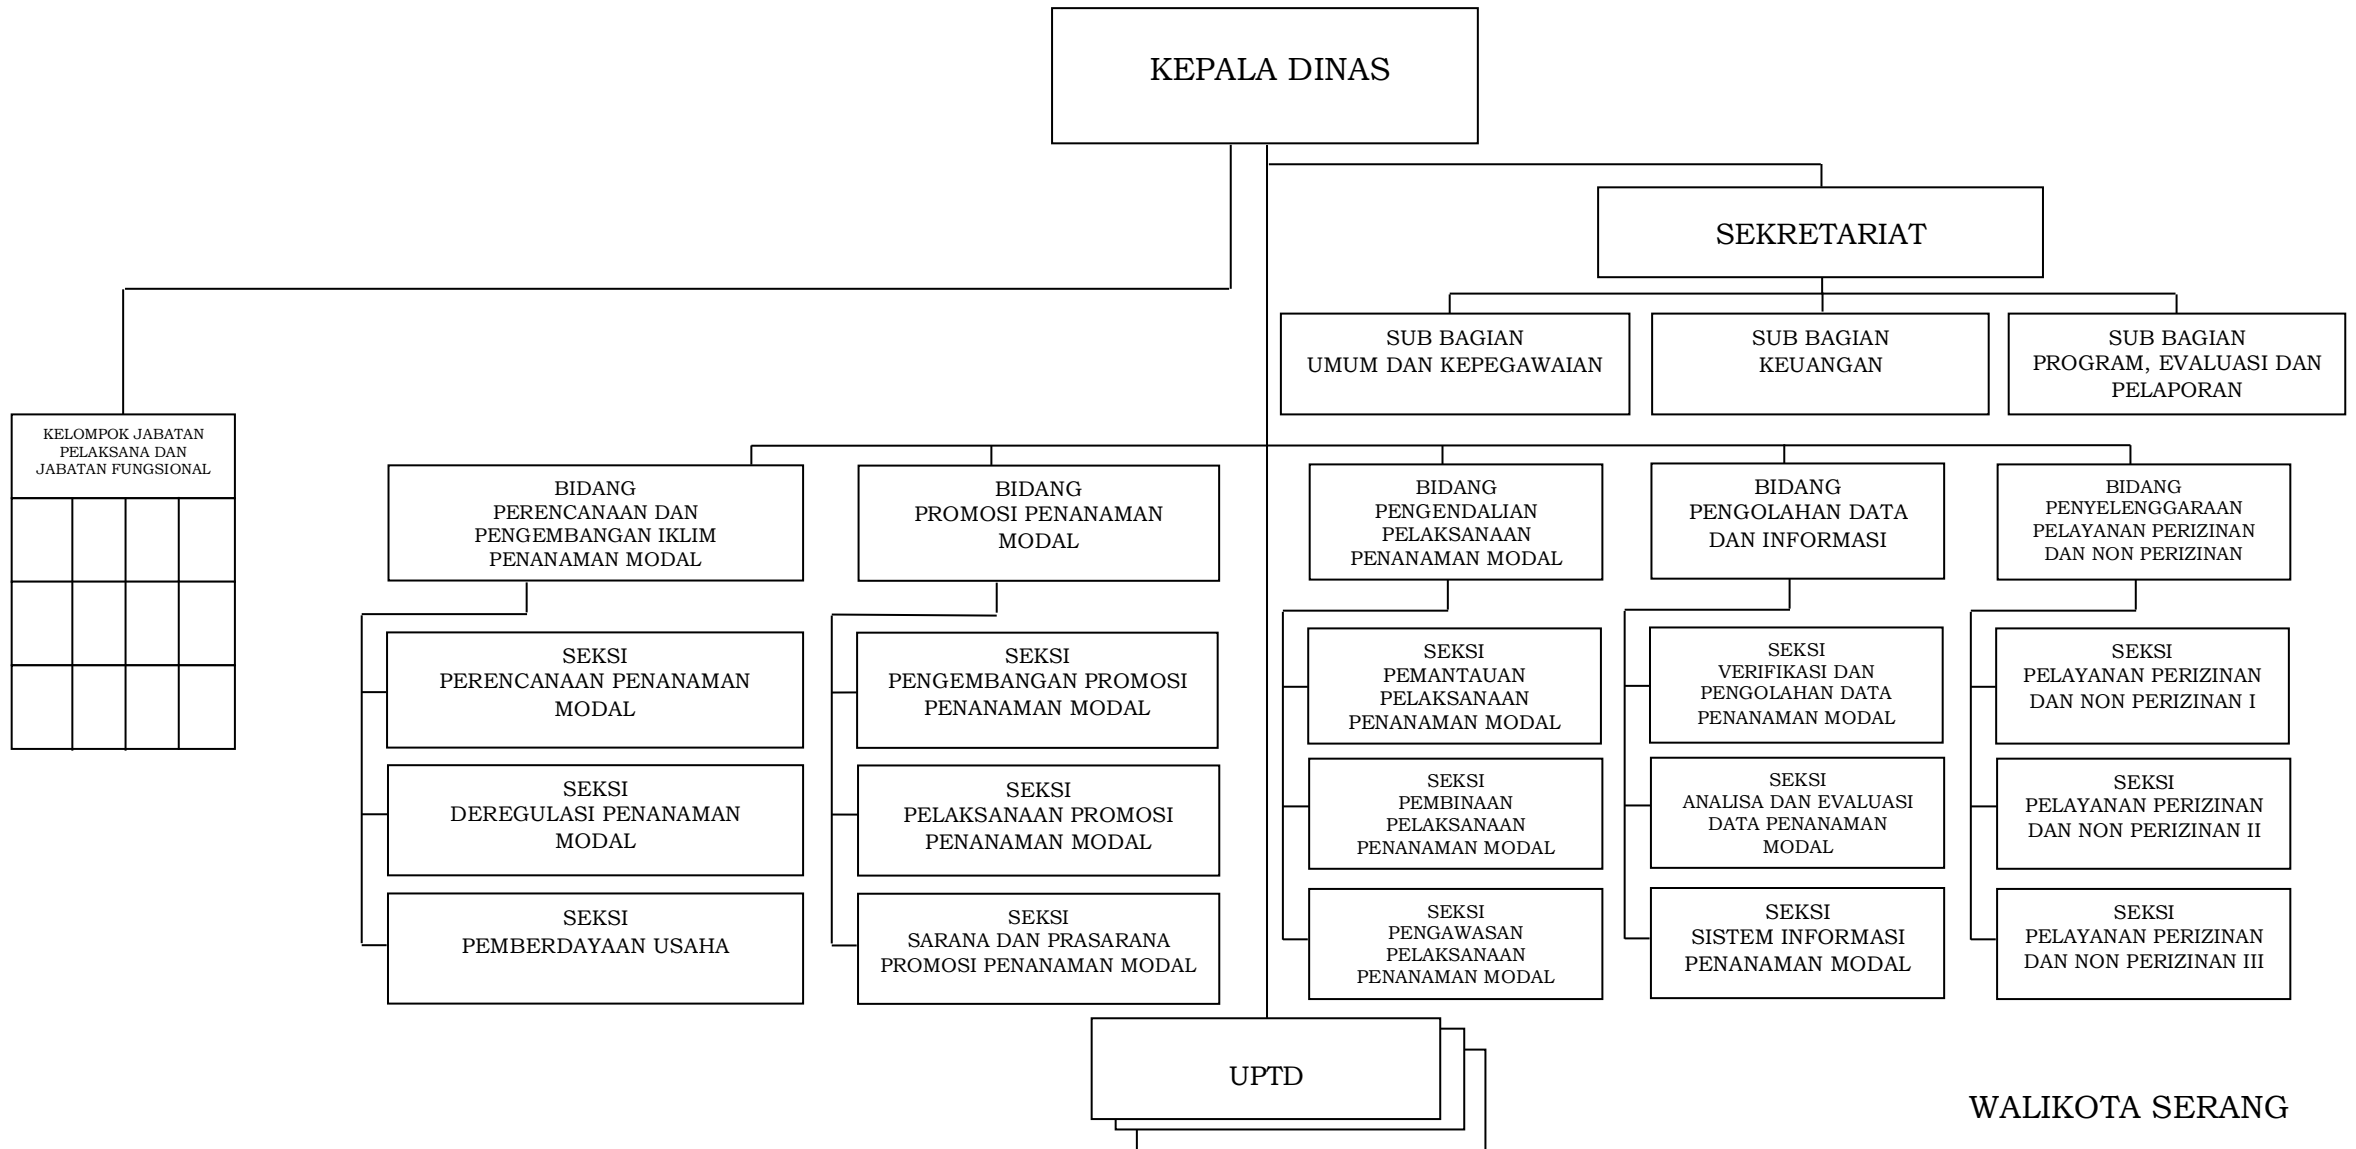 KEPALA DINAS
SEKRETARIAT
SUB BAGIAN
UMUM DAN KEPEGAWAIAN
SUB BAGIAN
KEUANGAN
SUB BAGIAN
PROGRAM, EVALUASI DAN
PELAPORAN
KELOMPOK JABATAN
PELAKSANA DAN
JABATAN FUNGSIONAL
BIDANG
PERENCANAAN DAN
PENGEMBANGAN IKLIM
PENANAMAN MODAL
BIDANG
PROMOSI PENANAMAN
MODAL
BIDANG
PENGENDALIAN
PELAKSANAAN
PENANAMAN MODAL
BIDANG
PENGOLAHAN DATA
DAN INFORMASI
BIDANG
PENYELENGGARAAN
PELAYANAN PERIZINAN
DAN NON PERIZINAN
SEKSI
PERENCANAAN PENANAMAN
MODAL
SEKSI
PENGEMBANGAN PROMOSI
PENANAMAN MODAL
SEKSI
PEMANTAUAN
PELAKSANAAN
PENANAMAN MODAL
SEKSI
VERIFIKASI DAN
PENGOLAHAN DATA
PENANAMAN MODAL
SEKSI
PELAYANAN PERIZINAN
DAN NON PERIZINAN I
SEKSI
DEREGULASI PENANAMAN
MODAL
SEKSI
PELAKSANAAN PROMOSI
PENANAMAN MODAL
SEKSI
PEMBINAAN
PELAKSANAAN
PENANAMAN MODAL
SEKSI
ANALISA DAN EVALUASI
DATA PENANAMAN
MODAL
SEKSI
PELAYANAN PERIZINAN
DAN NON PERIZINAN II
SEKSI
PEMBERDAYAAN USAHA
SEKSI
SARANA DAN PRASARANA
PROMOSI PENANAMAN MODAL
SEKSI
PENGAWASAN
PELAKSANAAN
PENANAMAN MODAL
SEKSI
SISTEM INFORMASI
PENANAMAN MODAL
SEKSI
PELAYANAN PERIZINAN
DAN NON PERIZINAN III
UPTD
WALIKOTA SERANG